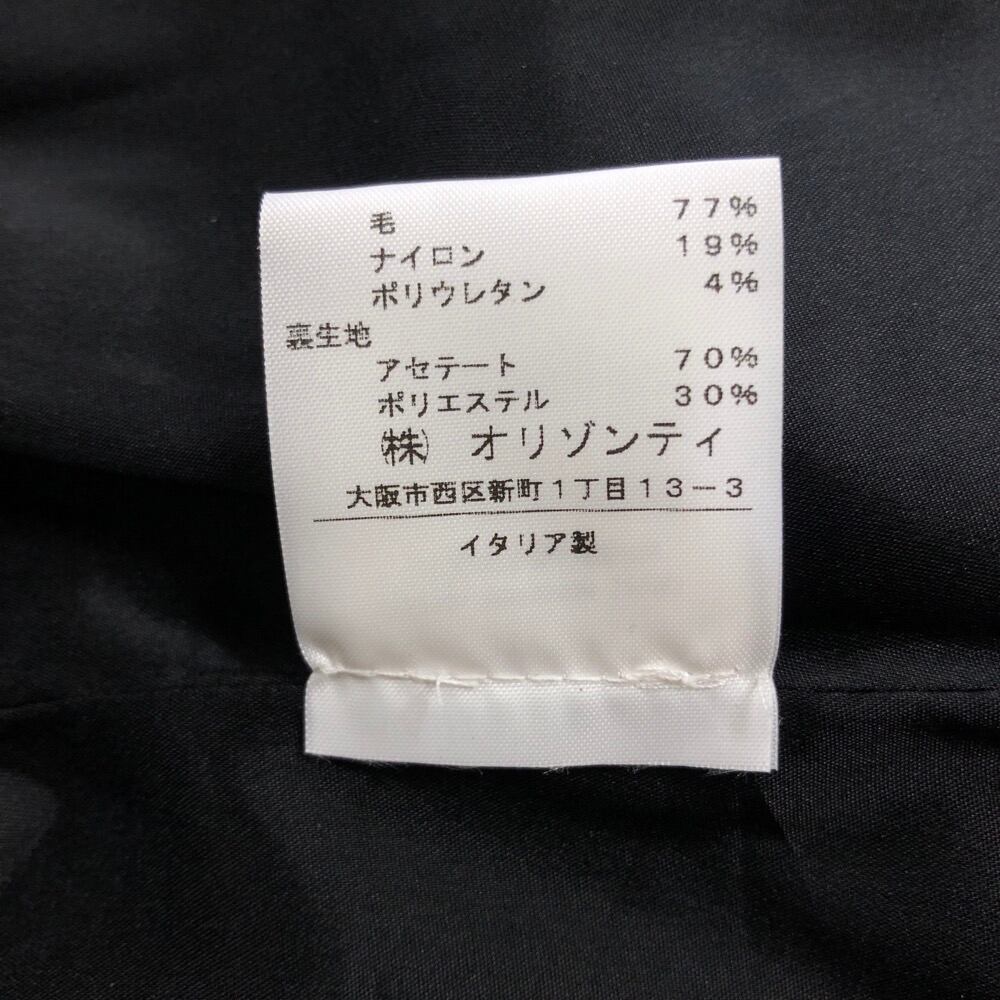 毛 77%
ナイロン 19%
ポリウレタン 4%
裏生地
アセテート 70%
ポリエステル 30%
㈱ オリゾンティ
大阪市西区新町1丁目13−3
イタリア製